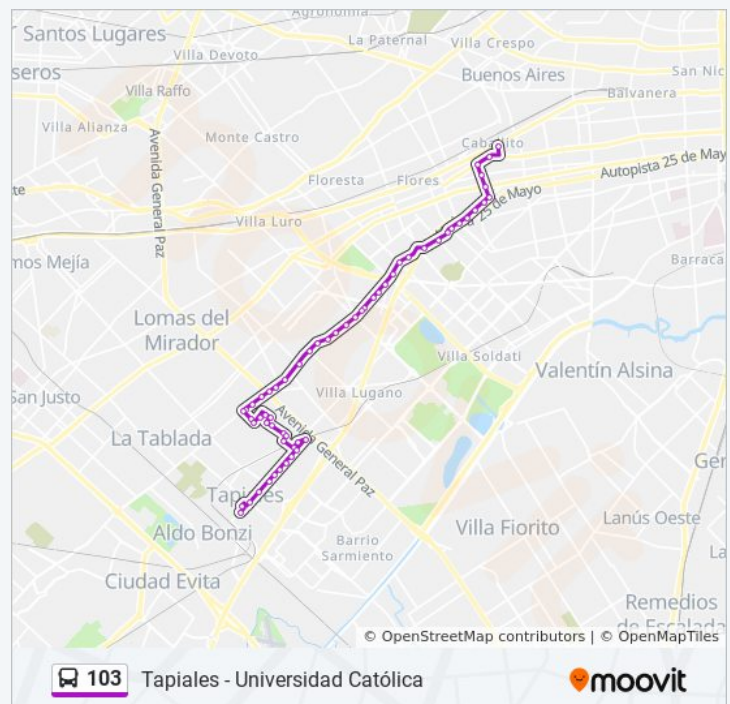 Agronomía
Santos Lugares
Villa Devoto
La Paternal
Villa Crespo
seros
Buenos Aires
San Nic
Villa Raffo
Balvanera
Villa Alianza
Avenida General Paz
Monte Castro
Caballito
Autopista 25 de May
te
Floresta
Flores
25 de Mayo
Villa Luro
mos Mejía
Barraca
Lomas del
Mirador
Villa Soldati
Valentín Alsina
San Justo
Villa Lugano
Avenida General Paz
La Tablada
Ger
Tapiales
Aldo Bonzi
Villa Fiorito
Lanús Oeste
Barrio
Sarmiento
La
Ciudad Evita
Remedios
de Escalada
© OpenStreetMap contributors | © OpenMapTiles
103 Tapiales - Universidad Católica
moovit